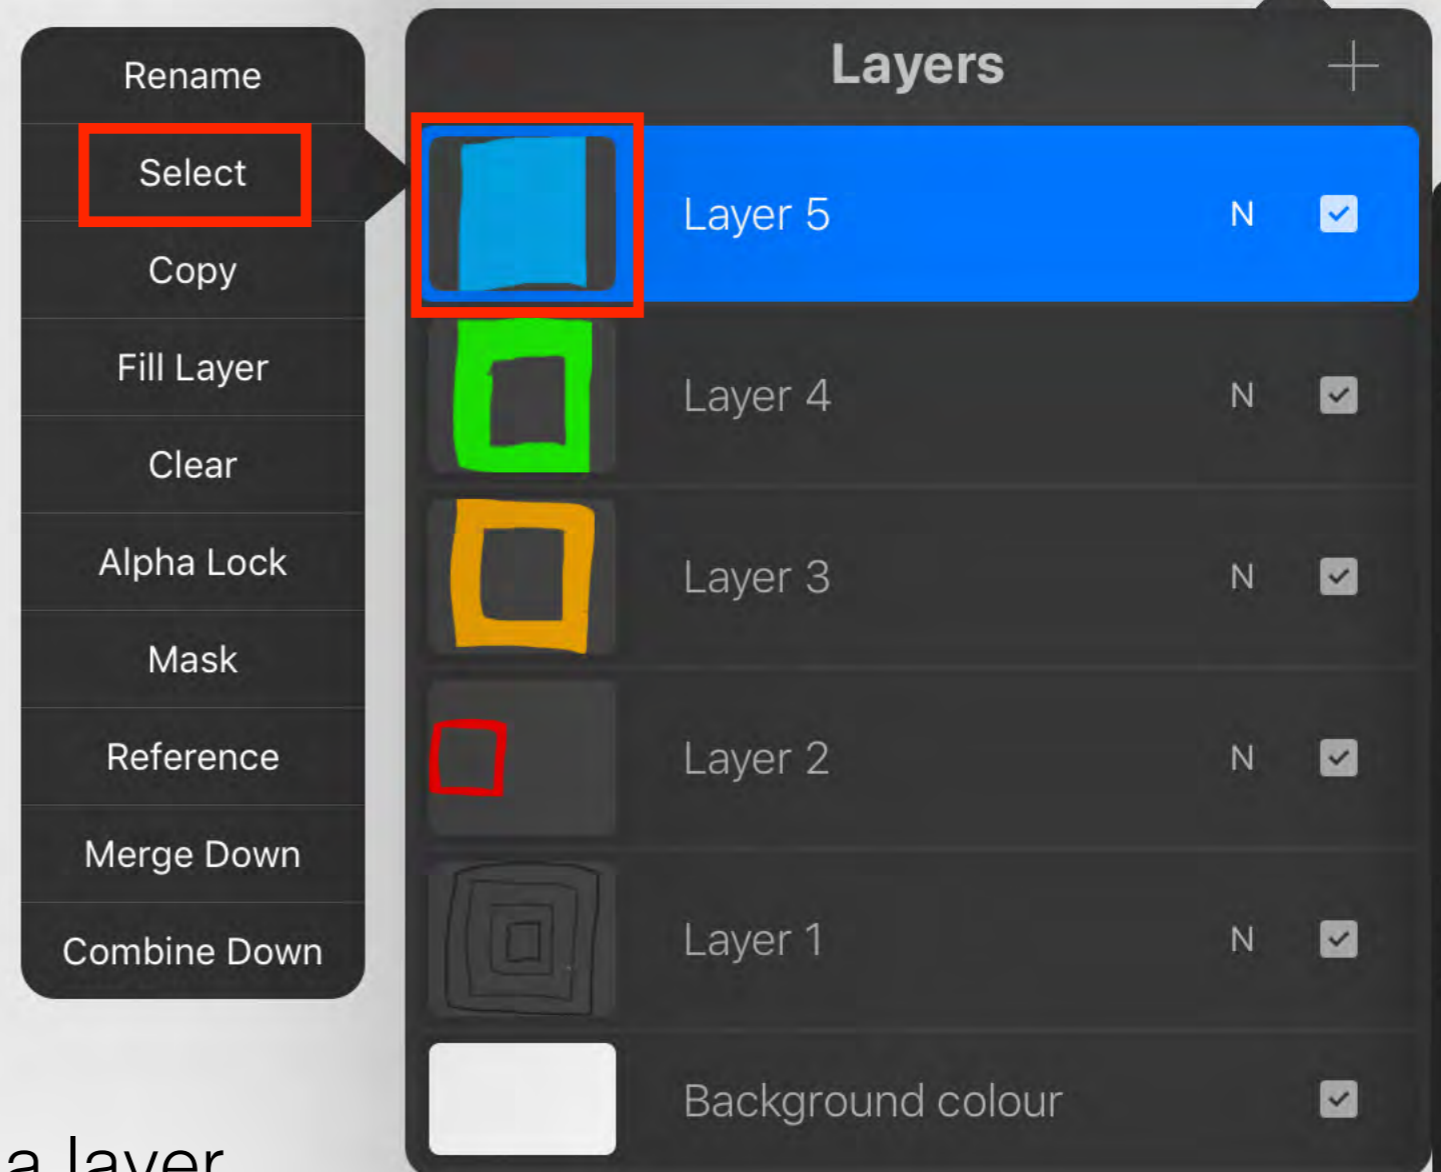 Rename
Select
Copy
Fill Layer
Clear
Alpha Lock
Mask
Reference
Merge Down
Combine Down
Layers
Layer 5 N
Layer 4 N
Layer 3 N
Layer 2 N
Layer 1 N
Background colour
a layer